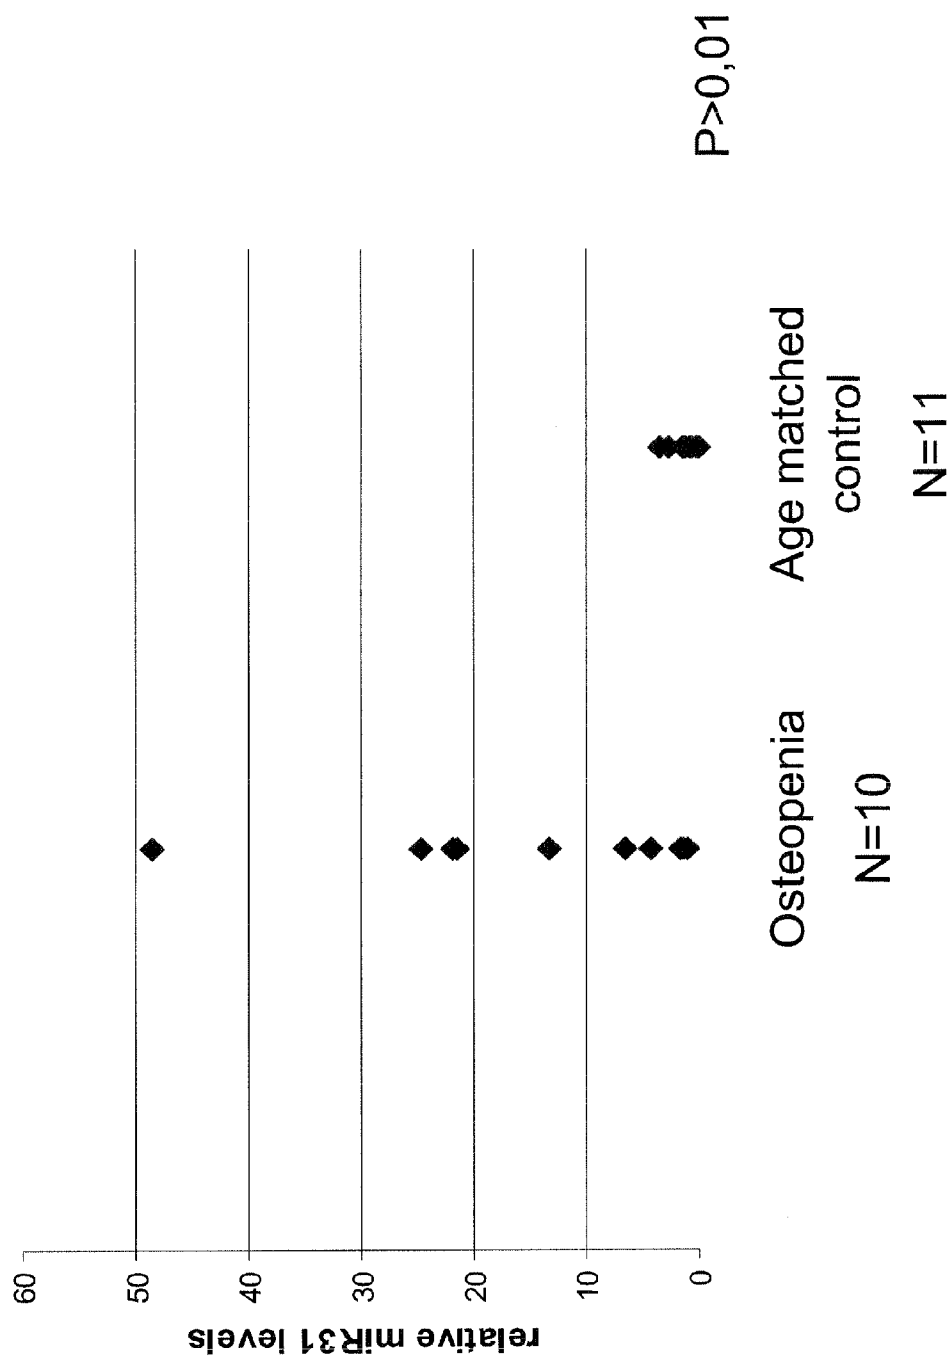 relative miR31 levels
60
50
40
30
20
10
0
Osteopenia
N=10
Age matched
control
N=11
P>0,01